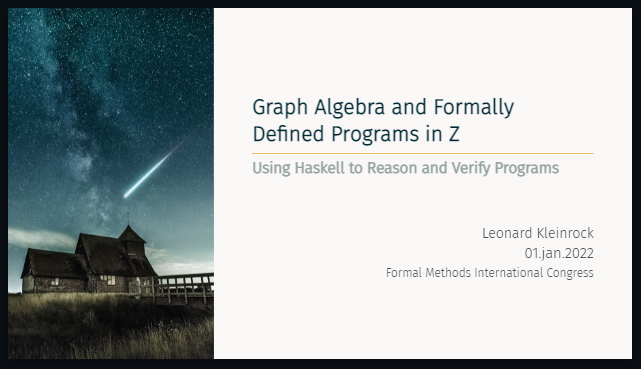 Graph Algebra and Formally
Defined Programs in Z
Using Haskell to Reason and Verify Programs
Leonard Kleinrock
01.jan.2022
Formal Methods International Congress